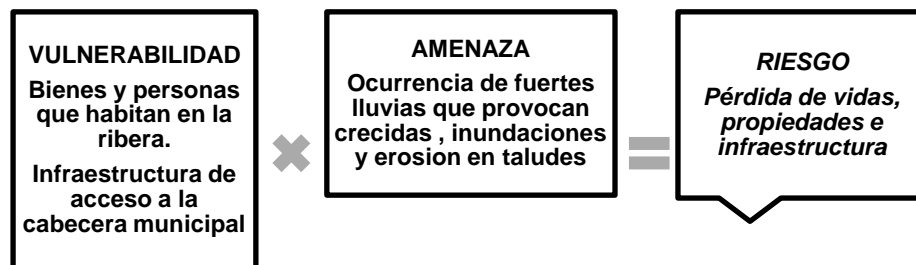 VULNERABILIDAD
Bienes y personas
que habitan en la
ribera.
Infraestructura de
acceso a la
cabecera municipal
AMENAZA
Ocurrencia de fuertes
lluvias que provocan
crecidas , inundaciones
y erosion en taludes
RIESGO
Pérdida de vidas,
propiedades e
infraestructura